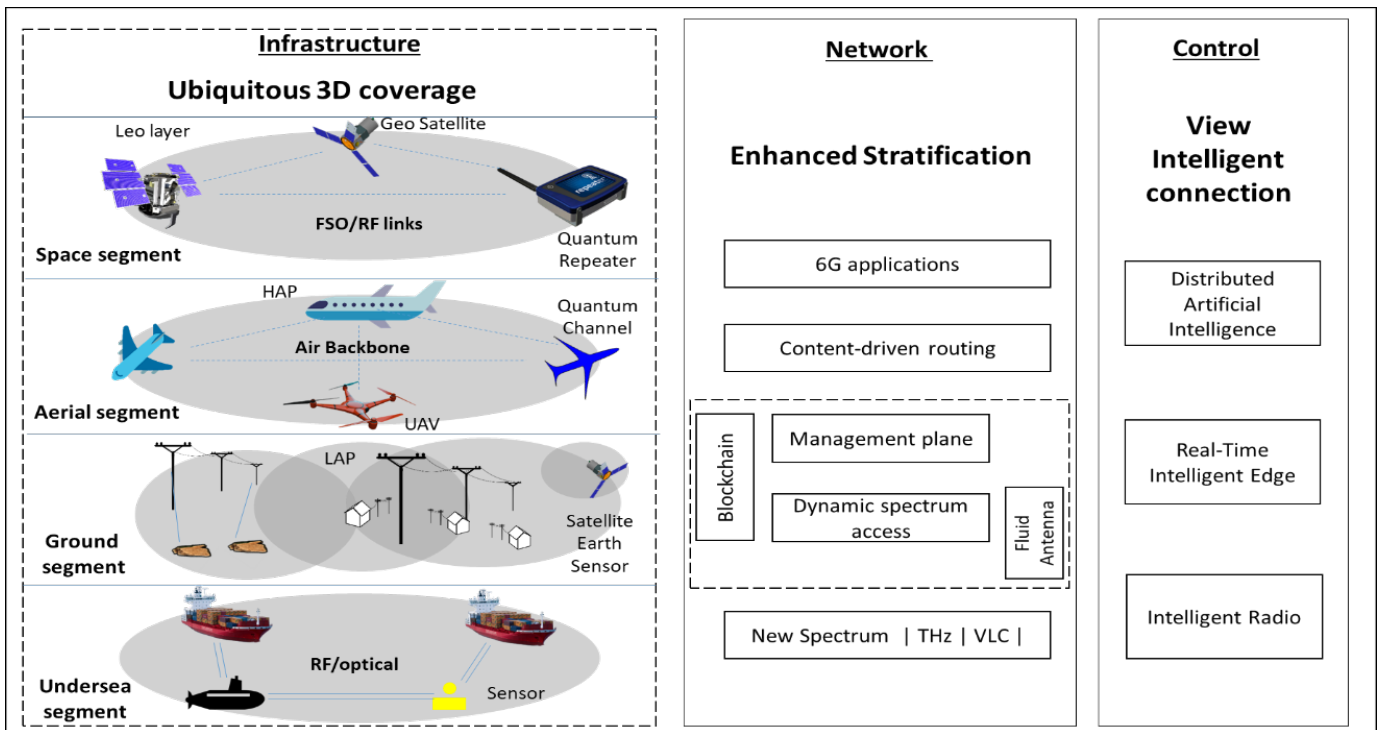 Infrastructure
Ubiquitous 3D coverage
Leo layer
Geo Satellite
FSO/RF links
Quantum
Repeater
Space segment
HAP
Quantum
Channel
Air Backbone
Aerial segment
UAV
LAP
Satellite
Earth
Sensor
Ground
segment
RF/optical
Sensor
Undersea
segment
Network
Enhanced Stratification
6G applications
Content-driven routing
Blockchain
Management plane
Dynamic spectrum
access
Fluid
Antenna
New Spectrum | THz | VLC |
Control
View
Intelligent
connection
Distributed
Artificial
Intelligence
Real-Time
Intelligent Edge
Intelligent Radio